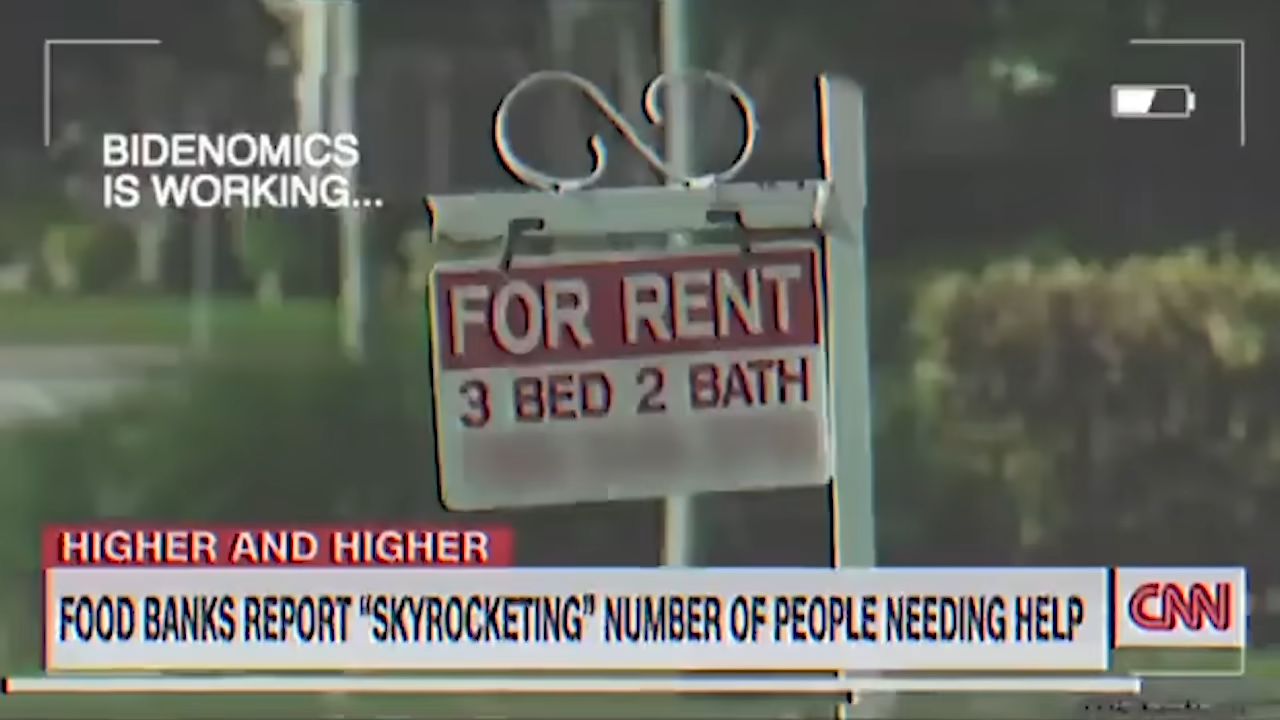 BIDENOMICS
IS WORKING...
FOR RENT
3 BED 2 BATH
HIGHER AND HIGHER
FOOD BANKS REPORT “SKYROCKETING” NUMBER OF PEOPLE NEEDING HELP
CNN